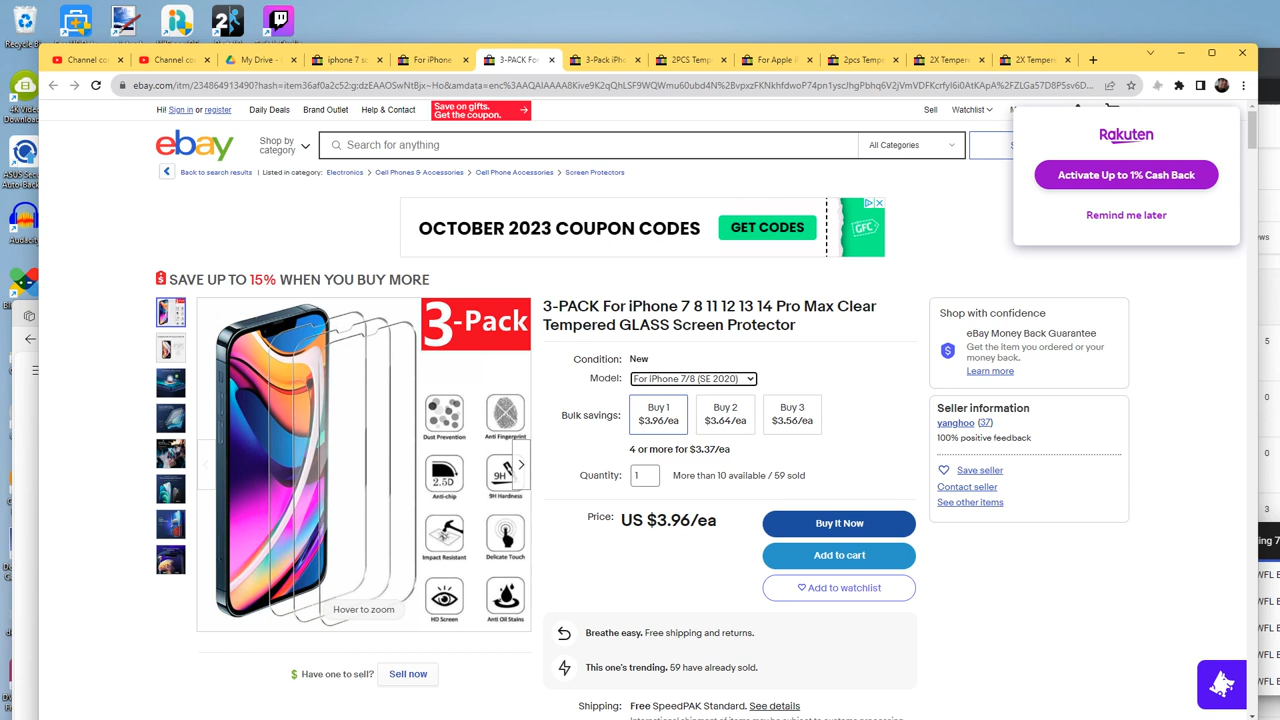 Recycle B
Channel co
Channel co
My Drive -
iphone 7 sc
For iPhone
3-PACK For
3-Pack iPho
2PCS Temp
For Apple i
2pcs Temp
2X Temper
2X Tempers
ebay.com/itm/234864913490?hash=item36af0a2c52:g:dzEAAOSwNtBjx~Ho&amdata=enc
Hi! Sign in or register
Daily Deals
Brand Outlet
Help & Contact
Save on gifts.
Get the coupon.
Sell
Watchlist
ebay
Shop by
category
Search for anything
All Categories
Back to search results
Listed in category:
Electronics
Cell Phones & Accessories
Cell Phone Accessories
Screen Protectors
Rakuten
Activate Up to 1% Cash Back
Remind me later
OCTOBER 2023 COUPON CODES
GET CODES
GFC
SAVE UP TO 15% WHEN YOU BUY MORE
3-Pack
Dust Prevention
Anti Fingerprint
2.5D
Anti-chip
9H
9H Hardness
Impact Resistant
Delicate Touch
HD Screen
Anti Oil Stains
Hover to zoom
Have one to sell?
Sell now
3-PACK For iPhone 7 8 11 12 13 14 Pro Max Clear
Tempered GLASS Screen Protector
Condition: New
Model: For iPhone 7/8 (SE 2020)
Bulk savings:
Buy 1
$3.96/ea
Buy 2
$3.64/ea
Buy 3
$3.56/ea
4 or more for $3.37/ea
Quantity: 1 More than 10 available / 59 sold
Price: US $3.96/ea
Buy It Now
Add to cart
Add to watchlist
Breathe easy. Free shipping and returns.
This one's trending. 59 have already sold.
Shipping: Free SpeedPAK Standard. See details
Shop with confidence
eBay Money Back Guarantee
Get the item you ordered or your
money back.
Learn more
Seller information
yanghoo (37)
100% positive feedback
Save seller
Contact seller
See other items